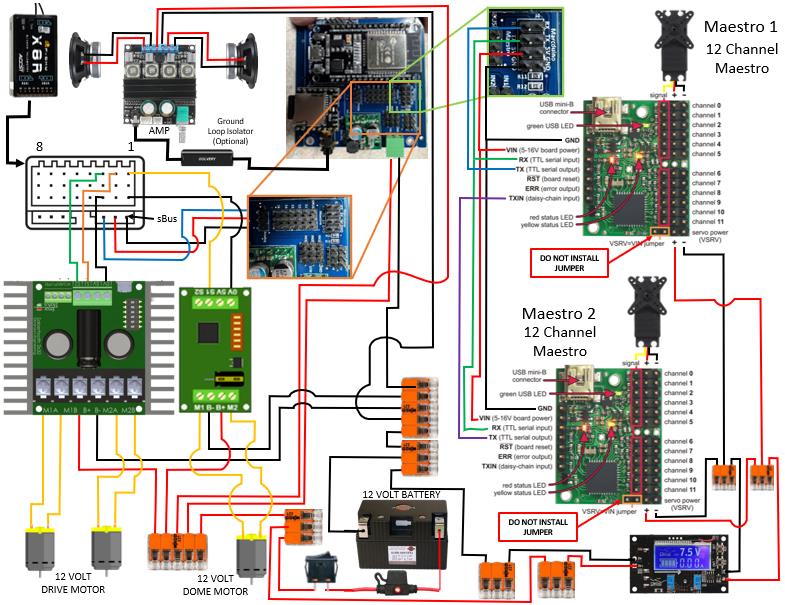 X8R
ACCST
AMP
Ground
Loop Isolator
(Optional)
8
1
sBus
Maestro 1
12 Channel
Maestro
signal
USB mini-B
connector
green USB LED
GND
VIN (5-16V board power)
RX (TTL serial input)
TX (TTL serial output)
RST (board reset)
ERR (error output)
TXIN (daisy-chain input)
red status LED
yellow status LED
channel 0
channel 1
channel 2
channel 3
channel 4
channel 5
channel 6
channel 7
channel 8
channel 9
channel 10
channel 11
servo power
(VSRV)
VSRV=VIN jumper
DO NOT INSTALL
JUMPER
Maestro 2
12 Channel
Maestro
signal
USB mini-B
connector
green USB LED
GND
VIN (5-16V board power)
RX (TTL serial input)
TX (TTL serial output)
RST (board reset)
ERR (error output)
TXIN (daisy-chain input)
red status LED
yellow status LED
channel 0
channel 1
channel 2
channel 3
channel 4
channel 5
channel 6
channel 7
channel 8
channel 9
channel 10
channel 11
servo power
(VSRV)
VSRV=VIN jumper
DO NOT INSTALL
JUMPER
0V 5V S1 S2
M1A M1B B+ B- M2A M2B
M1 B- B+ M2
12 VOLT
DRIVE MOTOR
12 VOLT
DOME MOTOR
12 VOLT BATTERY
7.5 V